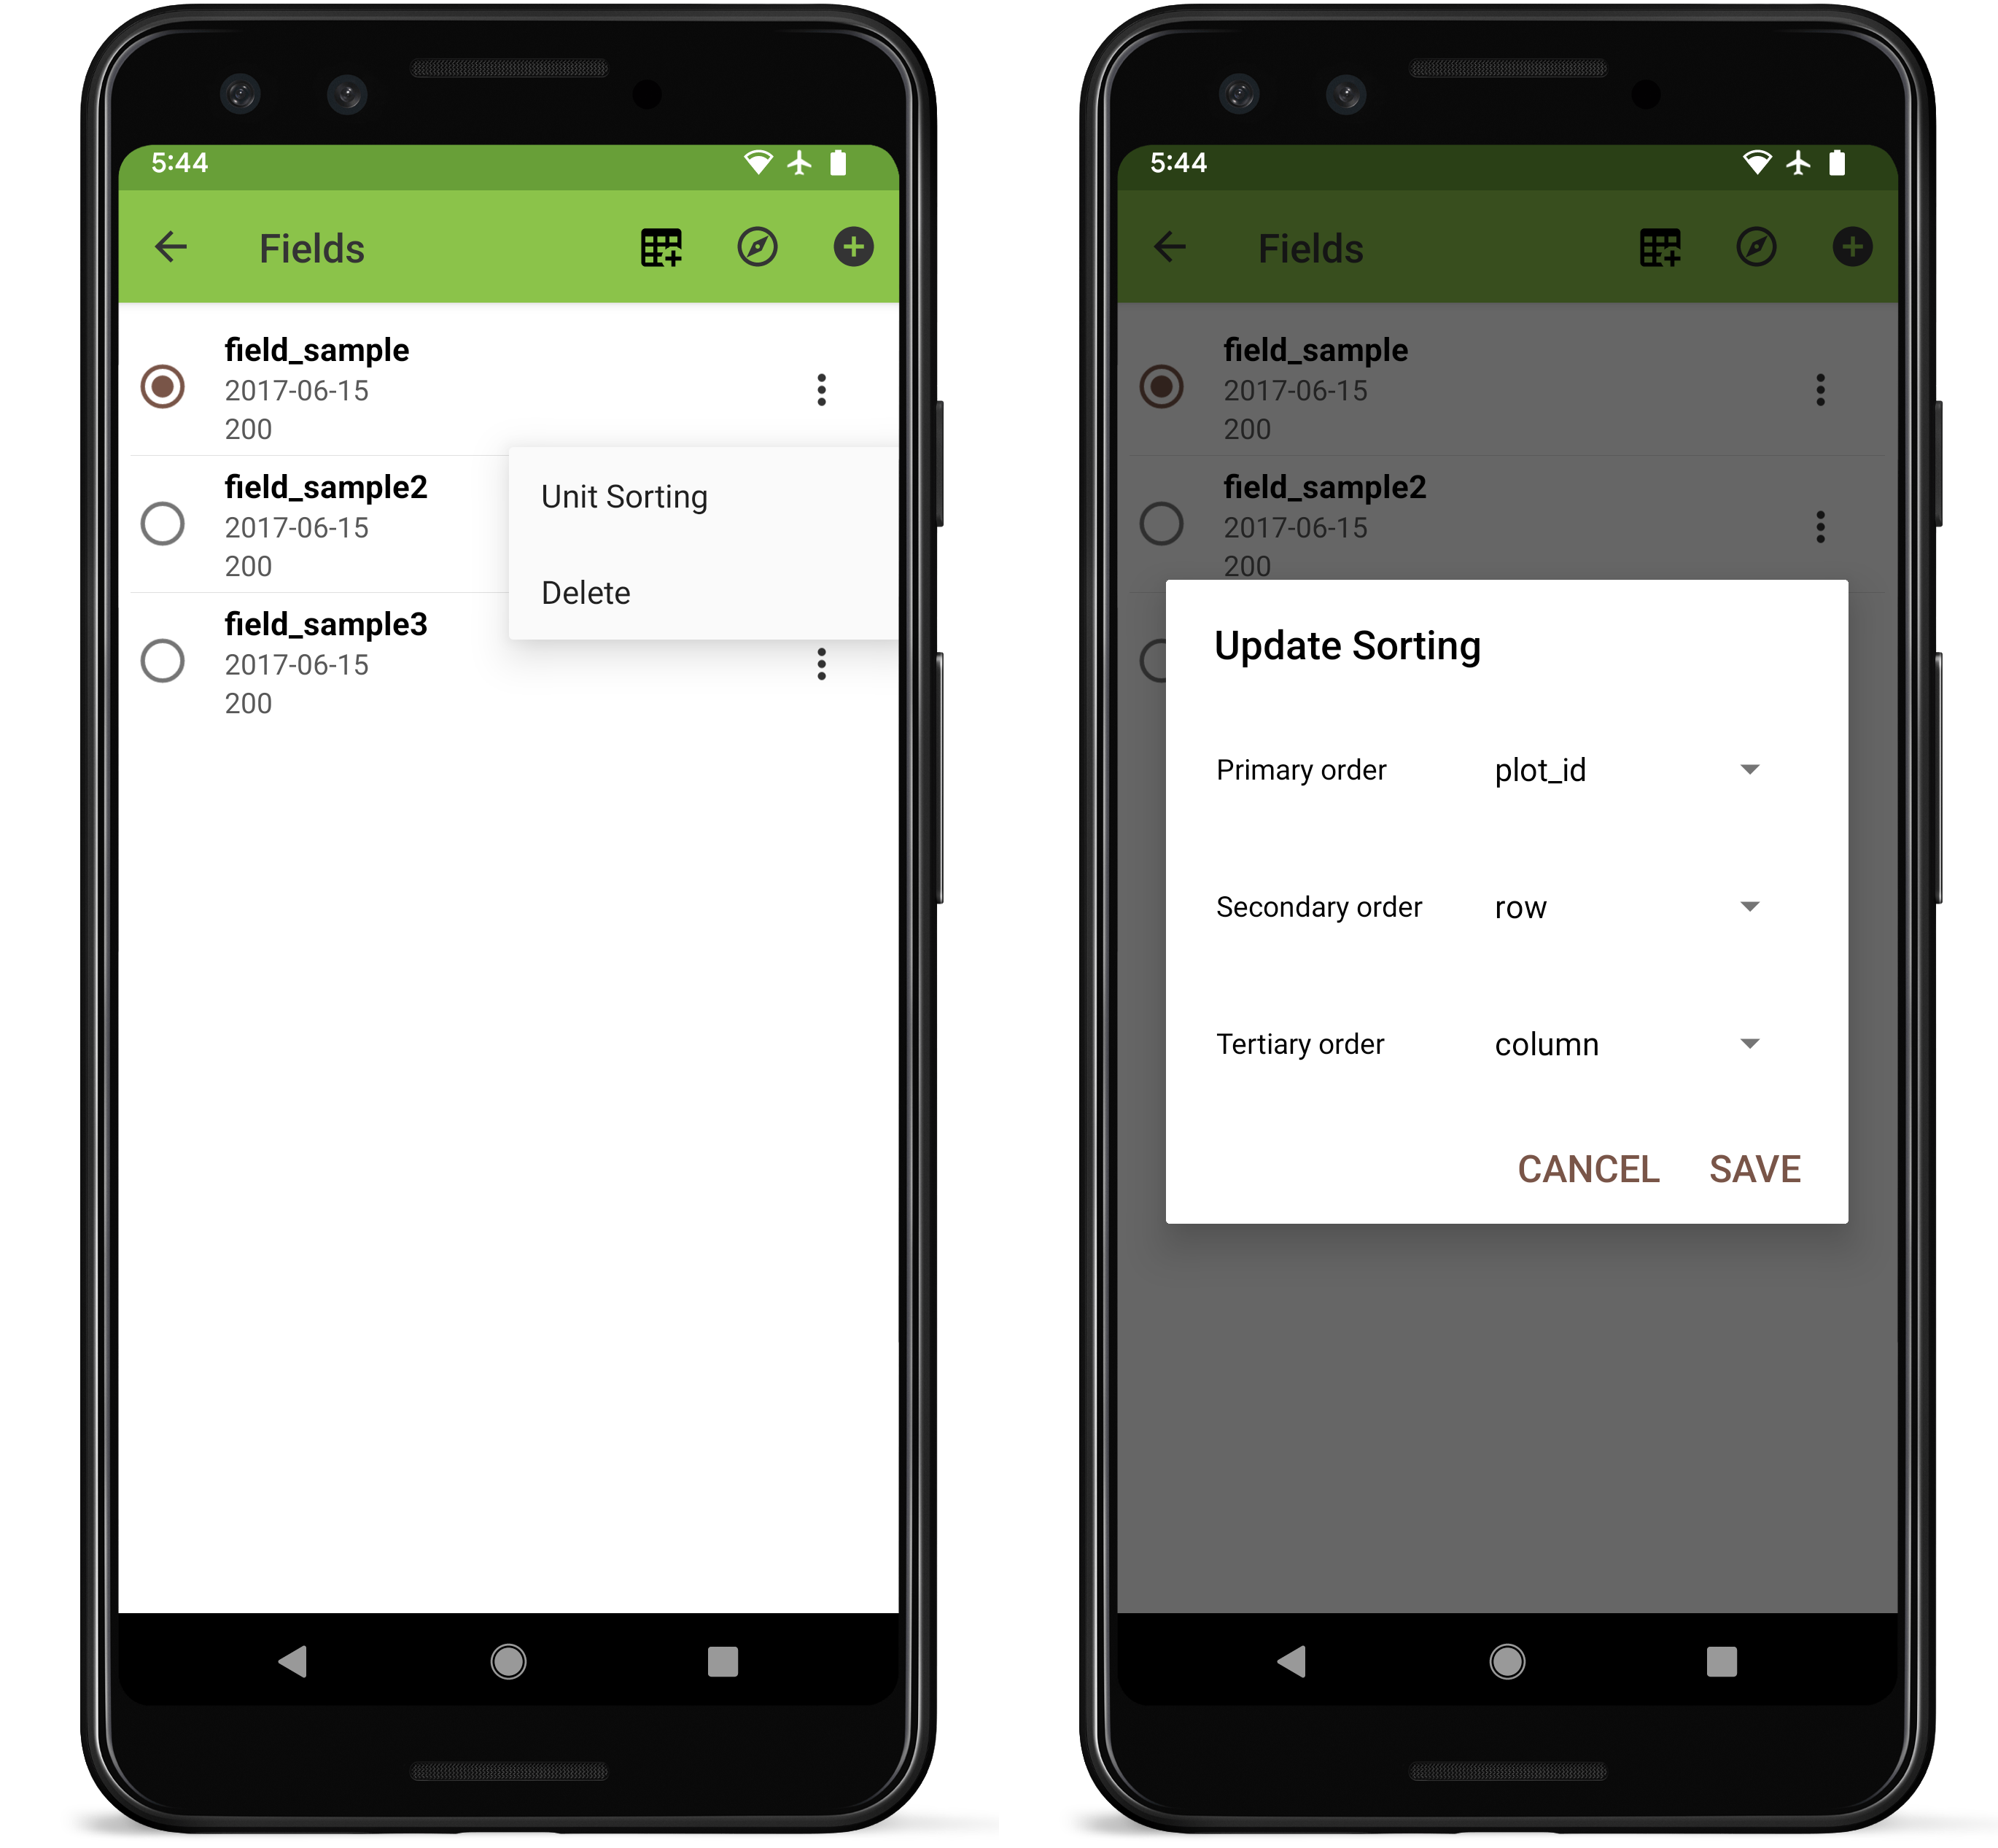 5:44
Fields
field_sample
2017-06-15
200
Unit Sorting
field_sample2
2017-06-15
200
Delete
field_sample3
2017-06-15
200
5:44
Fields
field_sample
2017-06-15
200
field_sample2
2017-06-15
200
Update Sorting
Primary order plot_id
Secondary order row
Tertiary order column
CANCEL SAVE